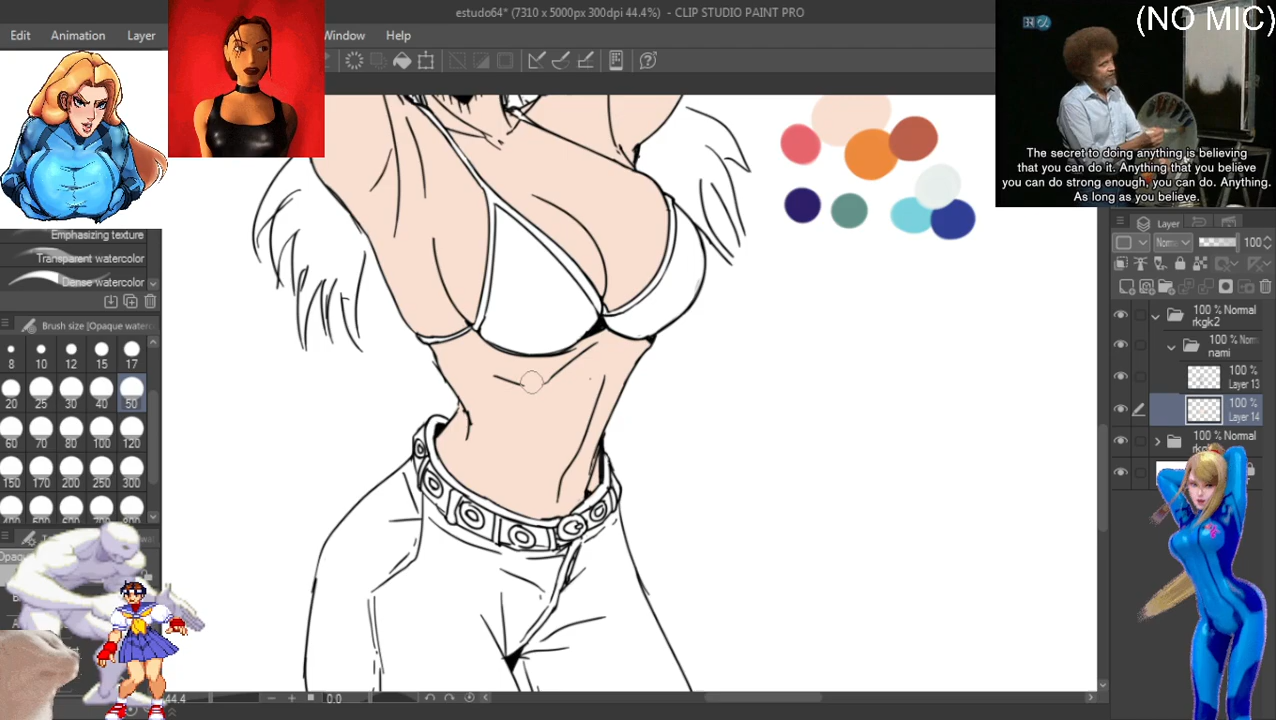 estudo64* (7310 x 5000px 300dpi 44.4%) - CLIP STUDIO PAINT PRO
(NO MIC)
Edit Animation Layer Window Help
The secret to doing anything is believing
that you can do it. Anything that you believe
you can do strong enough, you can do. Anything.
As long as you believe.
Emphasizing texture
Transparent watercolor
Dense watercolor
Brush size [Opaque water
8 10 12 15 17
20 25 30 40 50
60 70 80 100 120
150 170 200 250 300
Layer
100
100 % Normal
rkgk2
100 %
nami
100 %
Layer 13
100 %
Layer 14
100 % Normal
44.4
0.0